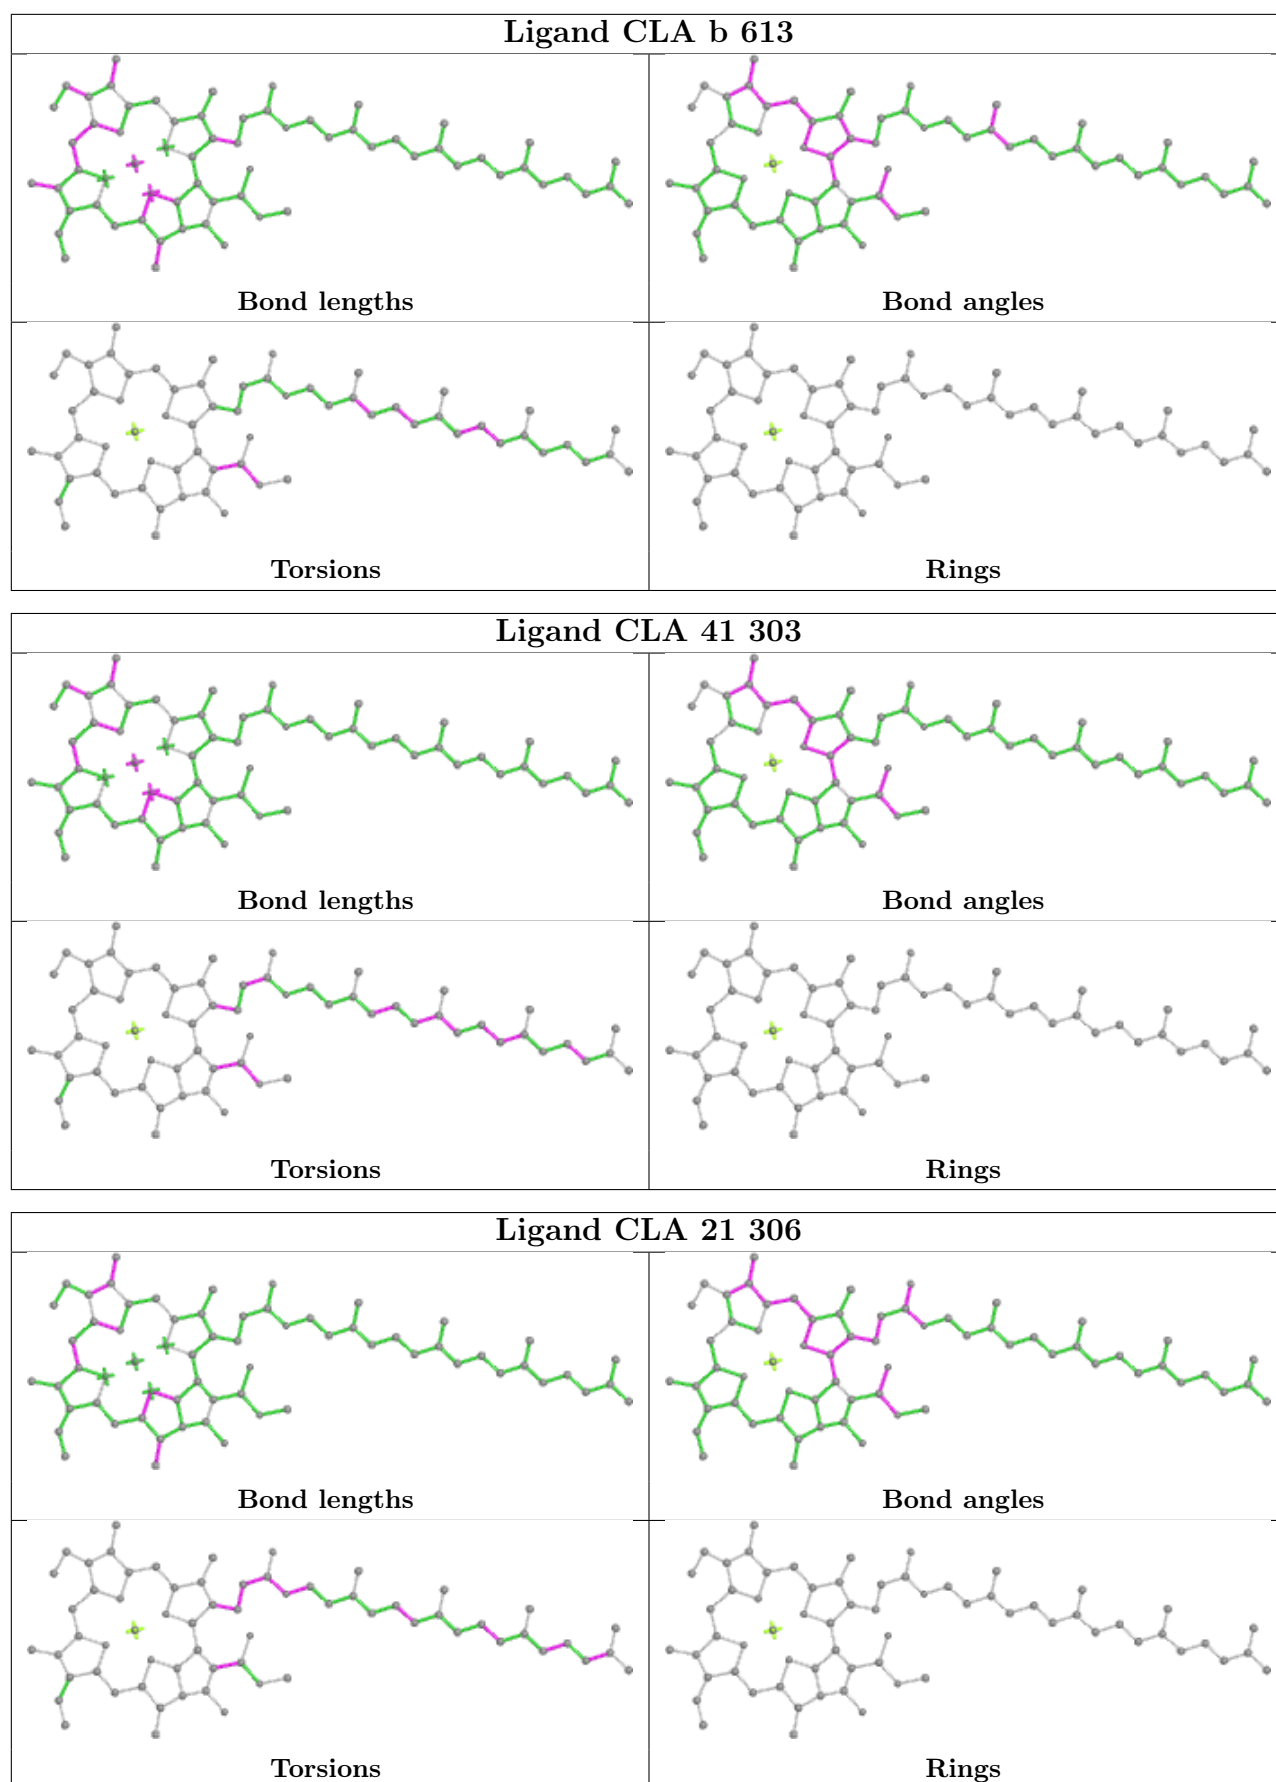 Ligand CLA b 613
Bond lengths
Bond angles
Torsions
Rings
Ligand CLA 41 303
Bond lengths
Bond angles
Torsions
Rings
Ligand CLA 21 306
Bond lengths
Bond angles
Torsions
Rings